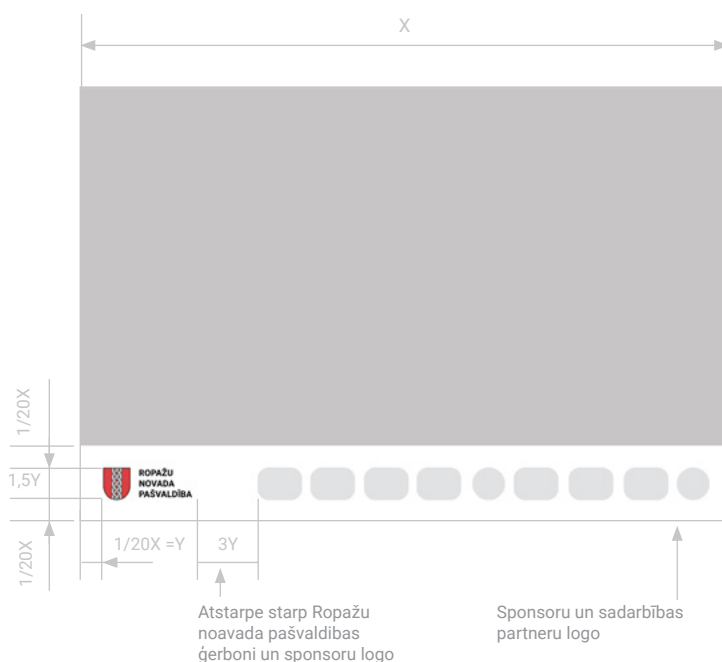 X
1/20X
1,5Y
1/20X
ROPAŽU
NOVADA
PAŠVALDĪBA
1/20X =Y
3Y
Atstarpe starp Ropažu
noavada pašvaldibas
ģerboni un sponsoru logo
Sponsoru un sadarbības
partneru logo